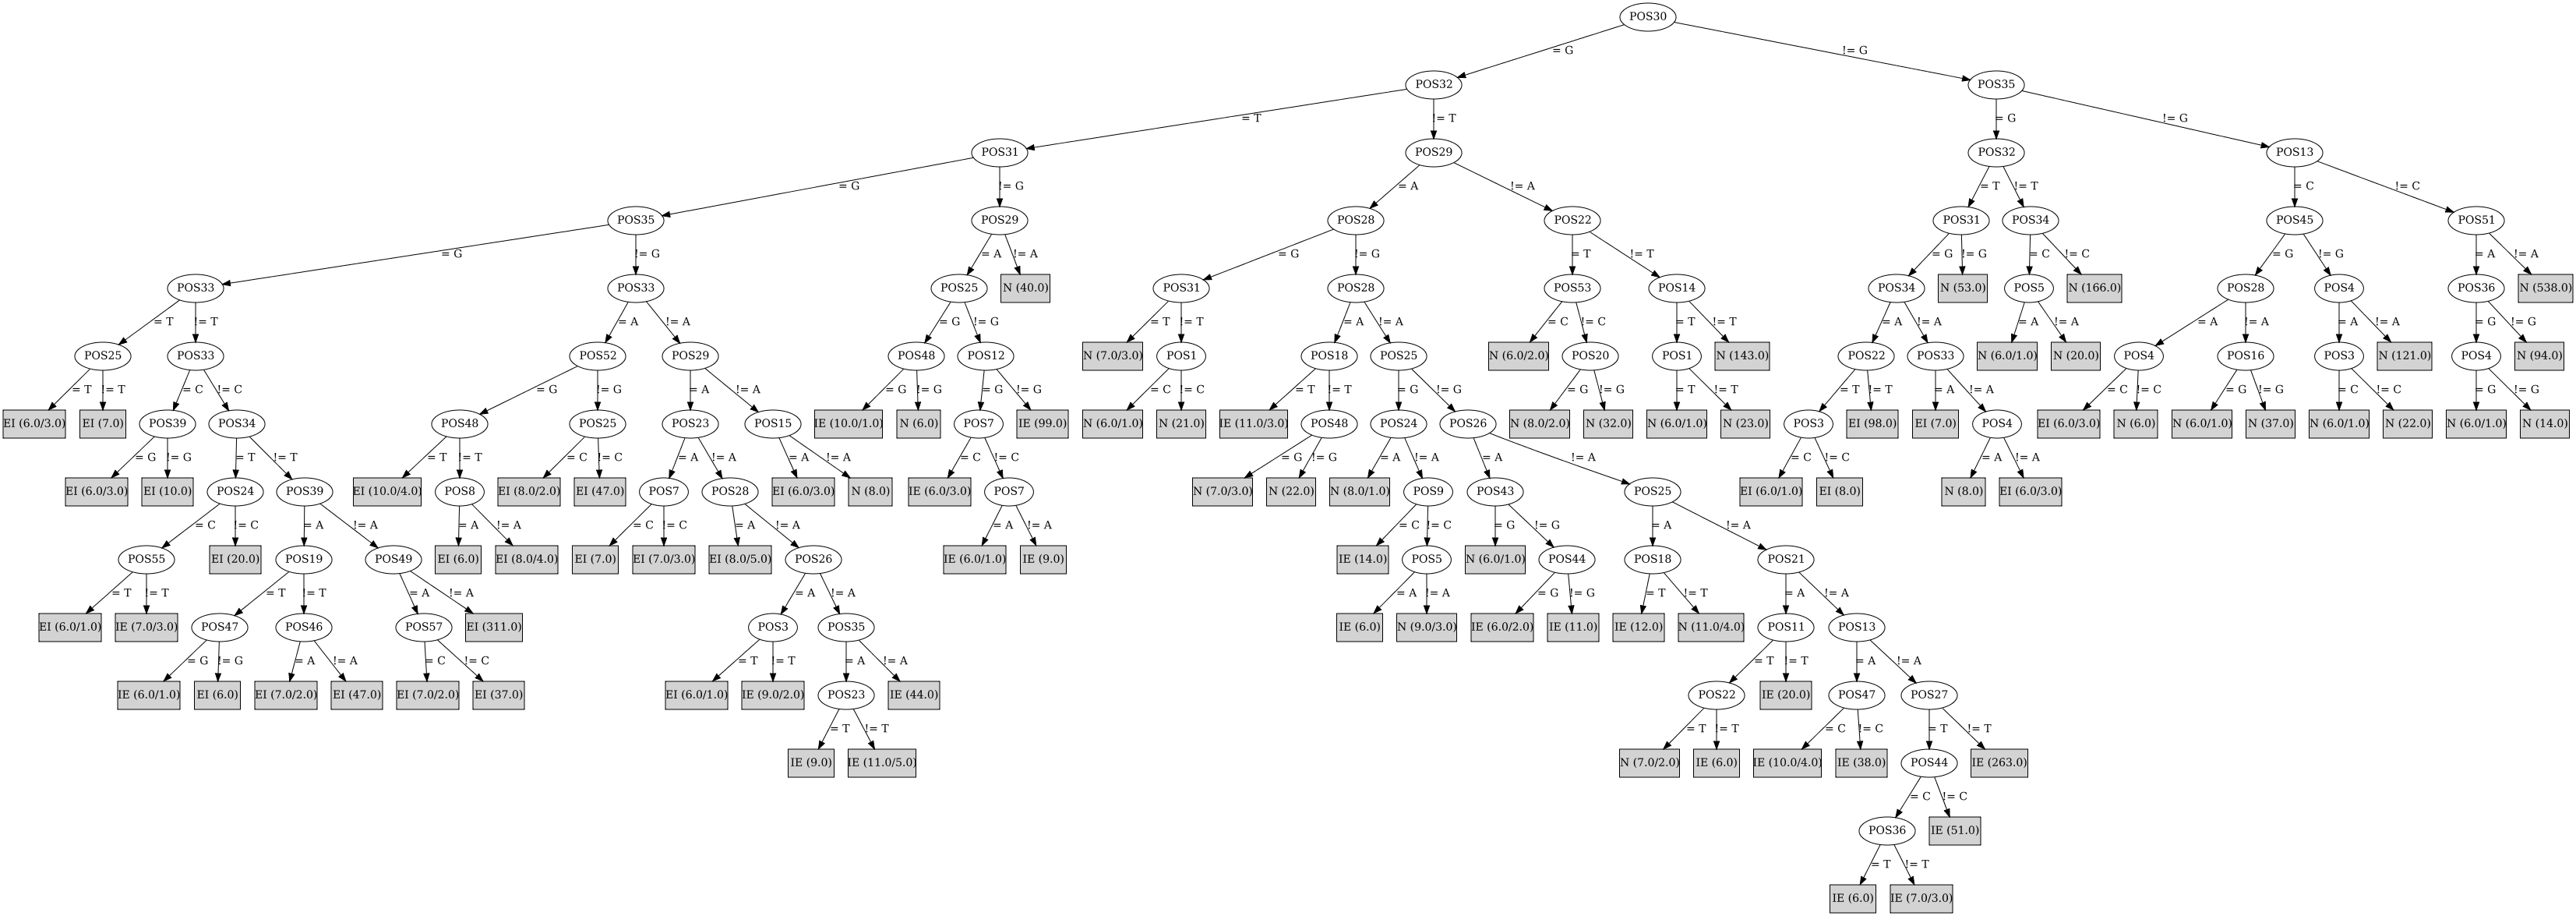 POS30
= G != G
POS32 POS35
= T != T = G != G
POS31 POS29 POS32 POS13
= G != G = A != A = T != T = C != C
POS35 POS29 POS28 POS22 POS31 POS34 POS45 POS51
= G != G = A != A = G != G = T != T = G != G = C != C = G != G = A != A
POS33 POS33 POS25 N (40.0) POS31 POS28 POS53 POS14 POS34 N (53.0) POS5 N (166.0) POS28 POS4 POS36 N (538.0)
= T != T = A != A = G != G = T != T = A != A = C != C = T != T = A != A = A != A = A != A = A != A = G != G
POS25 POS33 POS52 POS29 POS48 POS12 N (7.0/3.0) POS1 POS18 POS25 N (6.0/2.0) POS20 POS1 N (143.0) POS22 POS33 N (6.0/1.0) N (20.0) POS4 POS16 POS3 N (121.0) POS4 N (94.0)
= T != T = C != C = G != G = A != A = G != G = G != G = C != C = T != T = G != G = G != G = T != T = T != T = A != A = C != C = G != G = C != C = G != G
EI (6.0/3.0) EI (7.0) POS39 POS34 POS48 POS25 POS23 POS15 IE (10.0/1.0) N (6.0) POS7 IE (99.0) N (6.0/1.0) N (21.0) IE (11.0/3.0) POS48 POS24 POS26 N (8.0/2.0) N (32.0) N (6.0/1.0) N (23.0) POS3 EI (98.0) EI (7.0) POS4 EI (6.0/3.0) N (6.0) N (6.0/1.0) N (37.0) N (6.0/1.0) N (22.0) N (6.0/1.0) N (14.0)
= G != G = T != T = T != T = C != C = A != A = A != A = C != C = G != G = A != A = A != A = C != C = A != A
EI (6.0/3.0) EI (10.0) POS24 POS39 EI (10.0/4.0) POS8 EI (8.0/2.0) EI (47.0) POS7 POS28 EI (6.0/3.0) N (8.0) IE (6.0/3.0) POS7 N (7.0/3.0) N (22.0) N (8.0/1.0) POS9 POS43 POS25 EI (6.0/1.0) EI (8.0) N (8.0) EI (6.0/3.0)
= C != C = A != A = A != A = C != C = A != A = A != A = C != C = G != G = A != A
POS55 EI (20.0) POS19 POS49 EI (6.0) EI (8.0/4.0) EI (7.0) EI (7.0/3.0) EI (8.0/5.0) POS26 IE (6.0/1.0) IE (9.0) IE (14.0) POS5 N (6.0/1.0) POS44 POS18 POS21
= T != T = T != T = A != A = A != A = A != A = G != G = T != T = A != A
EI (6.0/1.0) IE (7.0/3.0) POS47 POS46 POS57 EI (311.0) POS3 POS35 IE (6.0) N (9.0/3.0) IE (6.0/2.0) IE (11.0) IE (12.0) N (11.0/4.0) POS11 POS13
= G != G = A != A = C != C = T != T = A != A = T != T = A != A
IE (6.0/1.0) EI (6.0) EI (7.0/2.0) EI (47.0) EI (7.0/2.0) EI (37.0) EI (6.0/1.0) IE (9.0/2.0) POS23 IE (44.0) POS22 IE (20.0) POS47 POS27
= T != T = T != T = C != C = T != T
IE (9.0) IE (11.0/5.0) N (7.0/2.0) IE (6.0) IE (10.0/4.0) IE (38.0) POS44 IE (263.0)
= C != C
POS36 IE (51.0)
= T != T
IE (6.0) IE (7.0/3.0)